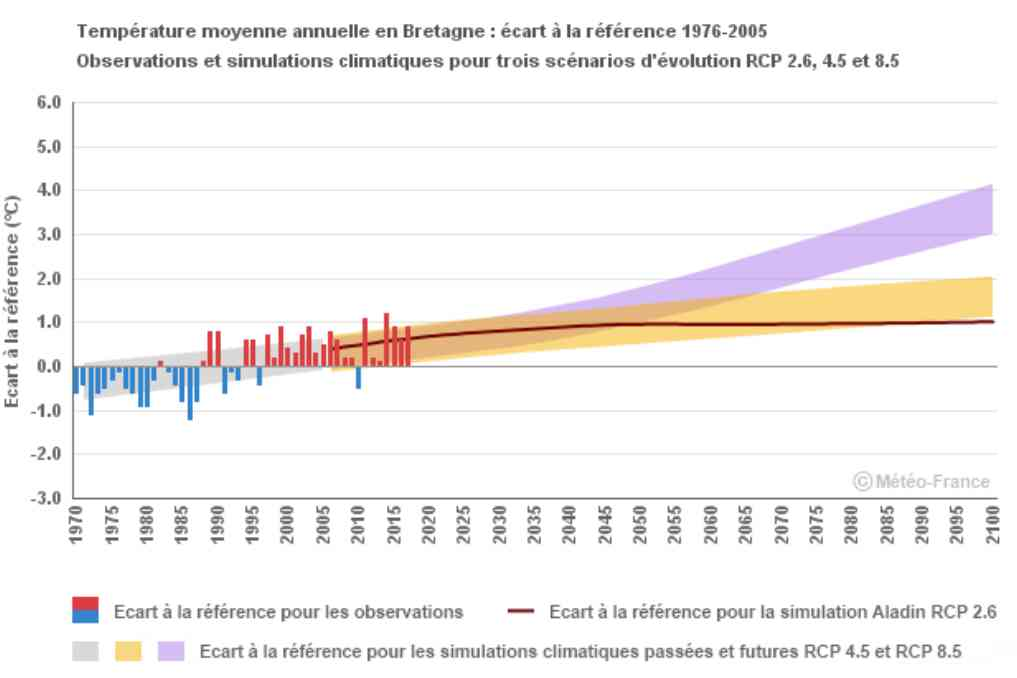 Température moyenne annuelle en Bretagne : écart à la référence 1976-2005
Observations et simulations climatiques pour trois scénarios d'évolution RCP 2.6, 4.5 et 8.5
Ecart à la référence (°C)
6.0
5.0
4.0
3.0
2.0
1.0
0.0
-1.0
-2.0
-3.0
© Météo-France
1970 1975 1980 1985 1990 1995 2000 2005 2010 2015 2020 2025 2030 2035 2040 2045 2050 2055 2060 2065 2070 2075 2080 2085 2090 2095 2100
Ecart à la référence pour les observations
Ecart à la référence pour la simulation Aladin RCP 2.6
Ecart à la référence pour les simulations climatiques passées et futures RCP 4.5 et RCP 8.5